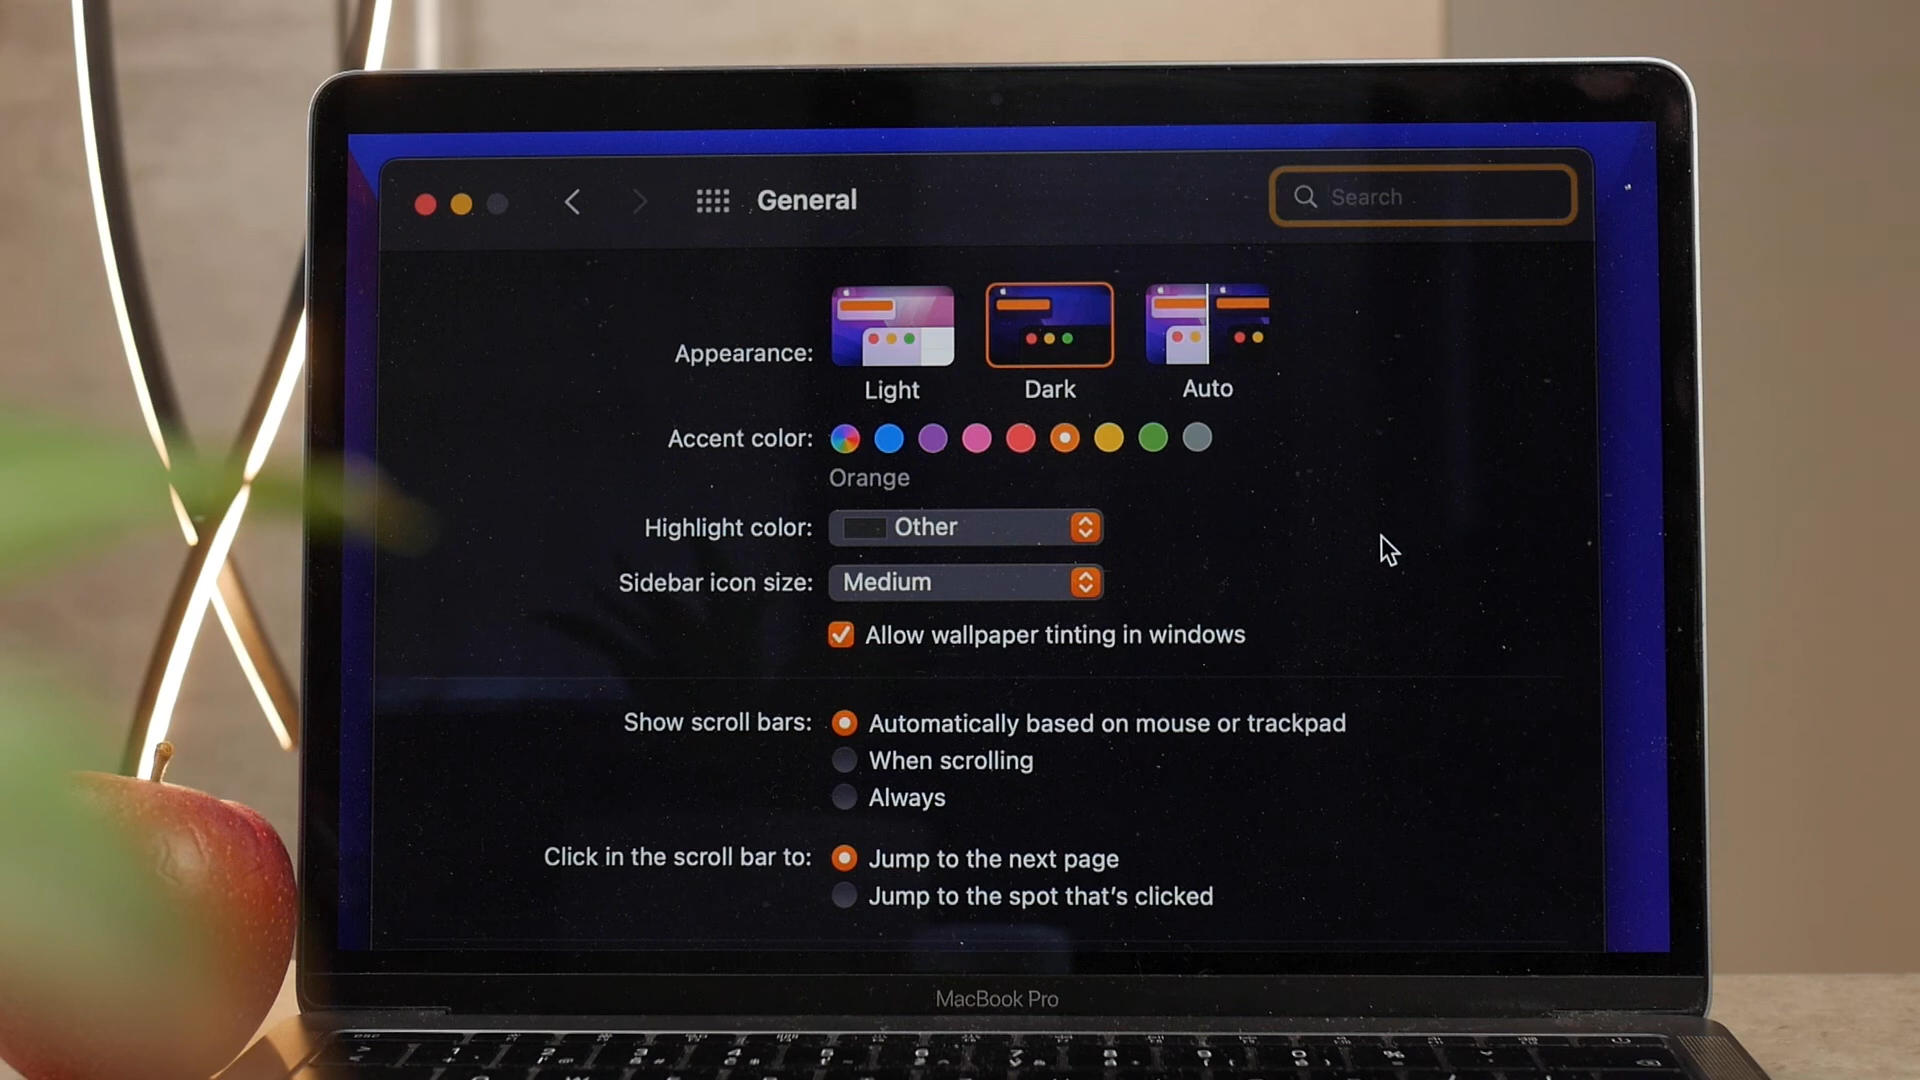 General
Search
Appearance:
Light
Dark
Auto
Accent color:
Orange
Highlight color:
Other
Sidebar icon size:
Medium
Allow wallpaper tinting in windows
Show scroll bars:
Automatically based on mouse or trackpad
When scrolling
Always
Click in the scroll bar to:
Jump to the next page
Jump to the spot that's clicked
MacBook Pro